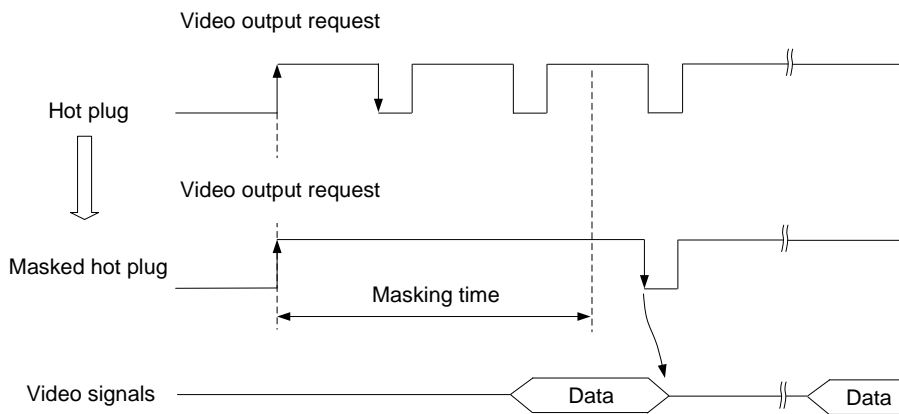 Video output request
Hot plug
Video output request
Masked hot plug
Masking time
Video signals
Data
Data